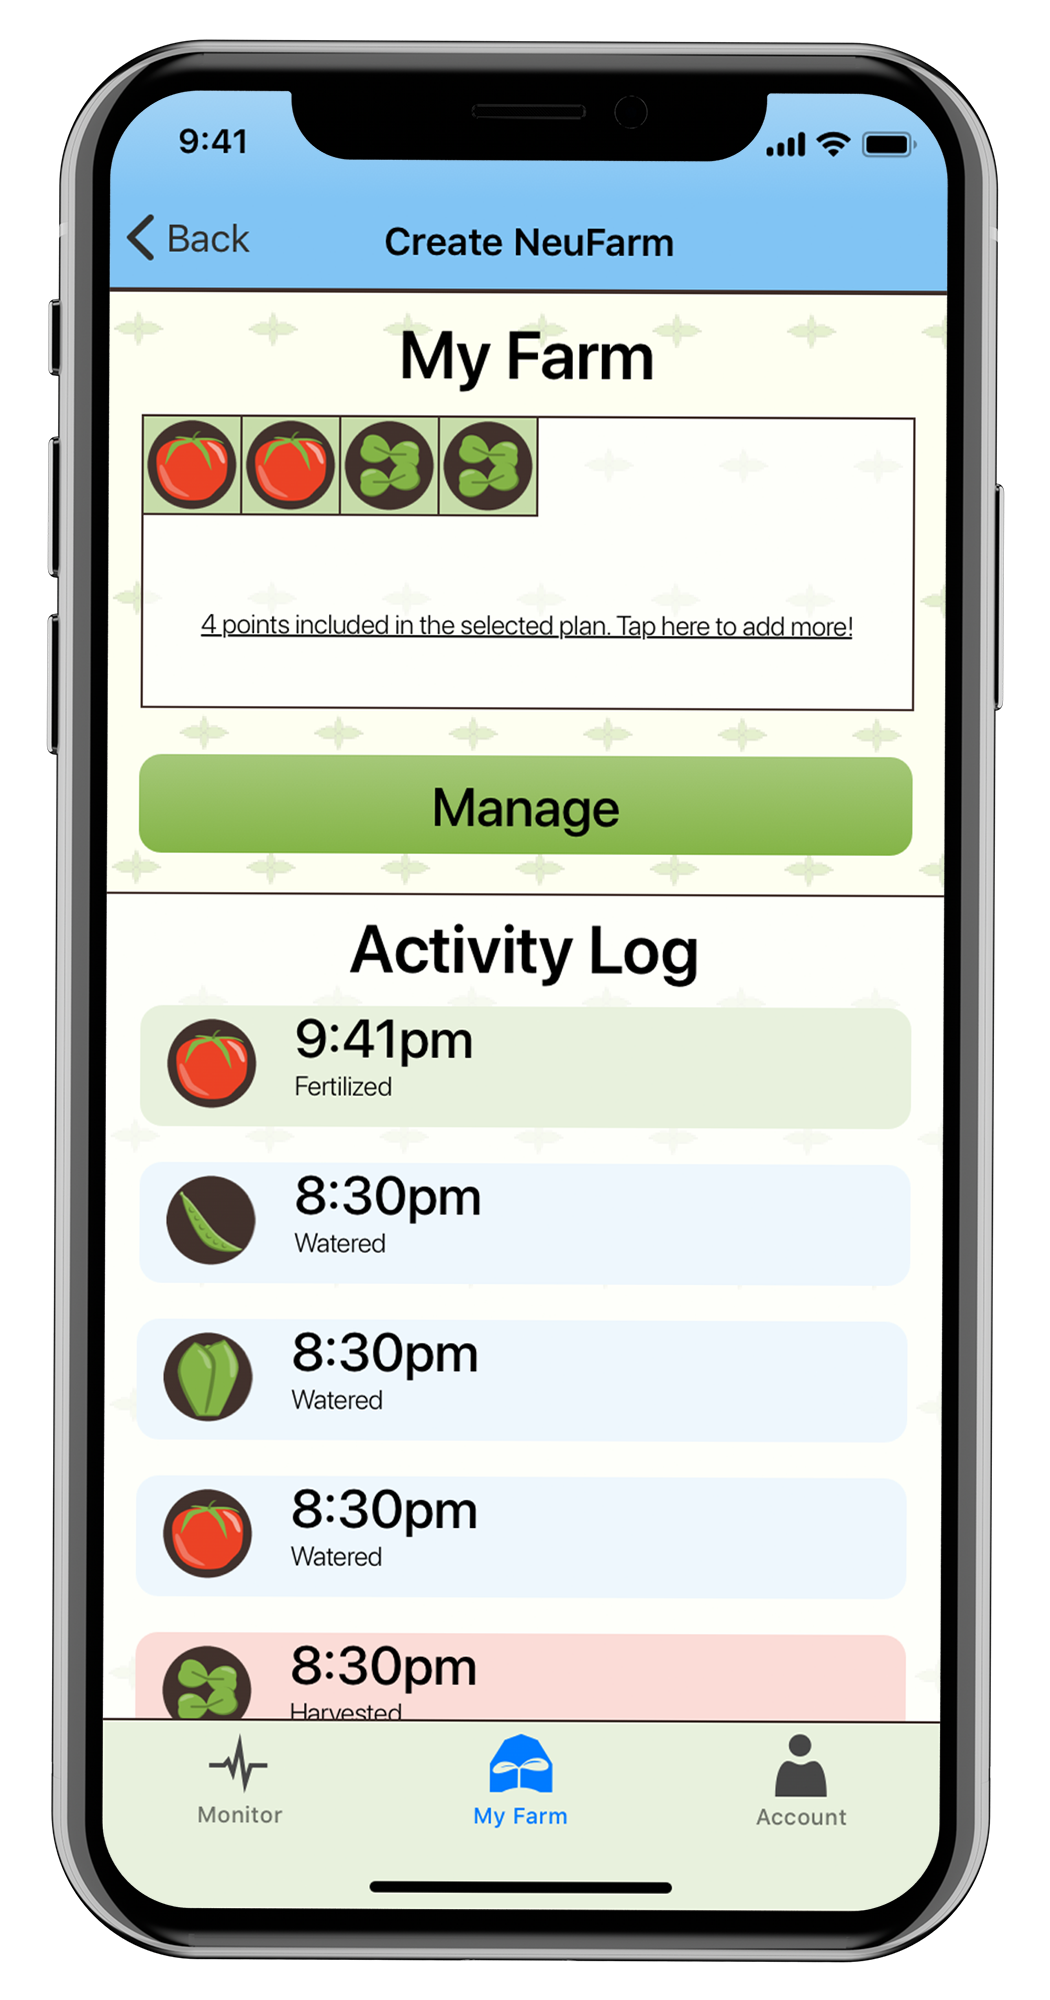 9:41
Back
Create NeuFarm
My Farm
4 points included in the selected plan. Tap here to add more!
Manage
Activity Log
9:41pm
Fertilized
8:30pm
Watered
8:30pm
Watered
8:30pm
Watered
8:30pm
Harvested
Monitor
My Farm
Account